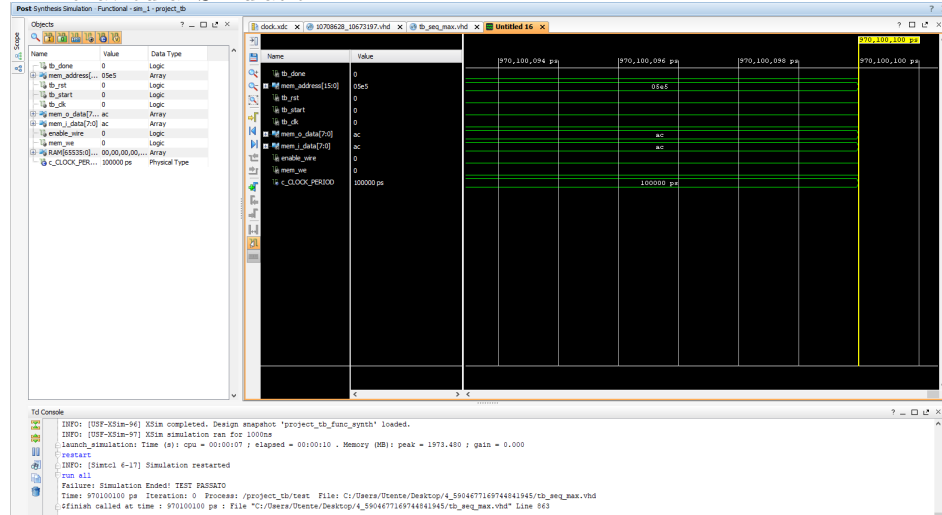 Post Synthesis Simulation - Functional - sim_1 - project_tb
?
Scope
Objects
? _ □ ×
Name Value Data Type
tb_done 0 Logic
mem_address[... 05e5 Array
tb_rst 0 Logic
tb_start 0 Logic
tb_clk 0 Logic
mem_o_data[7... ac Array
mem_i_data[7:0] ac Array
enable_wire 0 Logic
mem_we 0 Logic
RAM[65535:0]... 00,00,00,00,... Array
c_CLOCK_PER... 100000 ps Physical Type
clock.xdc × 10708628_10673197.vhd × tb_seq_max.vhd × Untitled 16 ×
970,100,100 ps
Name Value
970,100,094 ps 970,100,096 ps 970,100,098 ps 970,100,100 ps
tb_done 0
mem_address[15:0] 05e5 05e5
tb_rst 0
tb_start 0
tb_clk 0
mem_o_data[7:0] ac ac
mem_i_data[7:0] ac ac
enable_wire 0
mem_we 0
c_CLOCK_PERIOD 100000 ps 100000 ps
Tcl Console
INFO: [USF-XSim-96] XSim completed. Design snapshot 'project_tb_func_synth' loaded.
INFO: [USF-XSim-97] XSim simulation ran for 1000ns
launch_simulation: Time (s): cpu = 00:00:07 ; elapsed = 00:00:10 . Memory (MB): peak = 1973.480 ; gain = 0.000
restart
INFO: [Simtcl 6-17] Simulation restarted
run all
Failure: Simulation Ended! TEST PASSATO
Time: 970100100 ps Iteration: 0 Process: /project_tb/test File: C:/Users/Utente/Desktop/4_5904677169744841945/tb_seq_max.vhd
$finish called at time : 970100100 ps : File "C:/Users/Utente/Desktop/4_5904677169744841945/tb_seq_max.vhd" Line 863